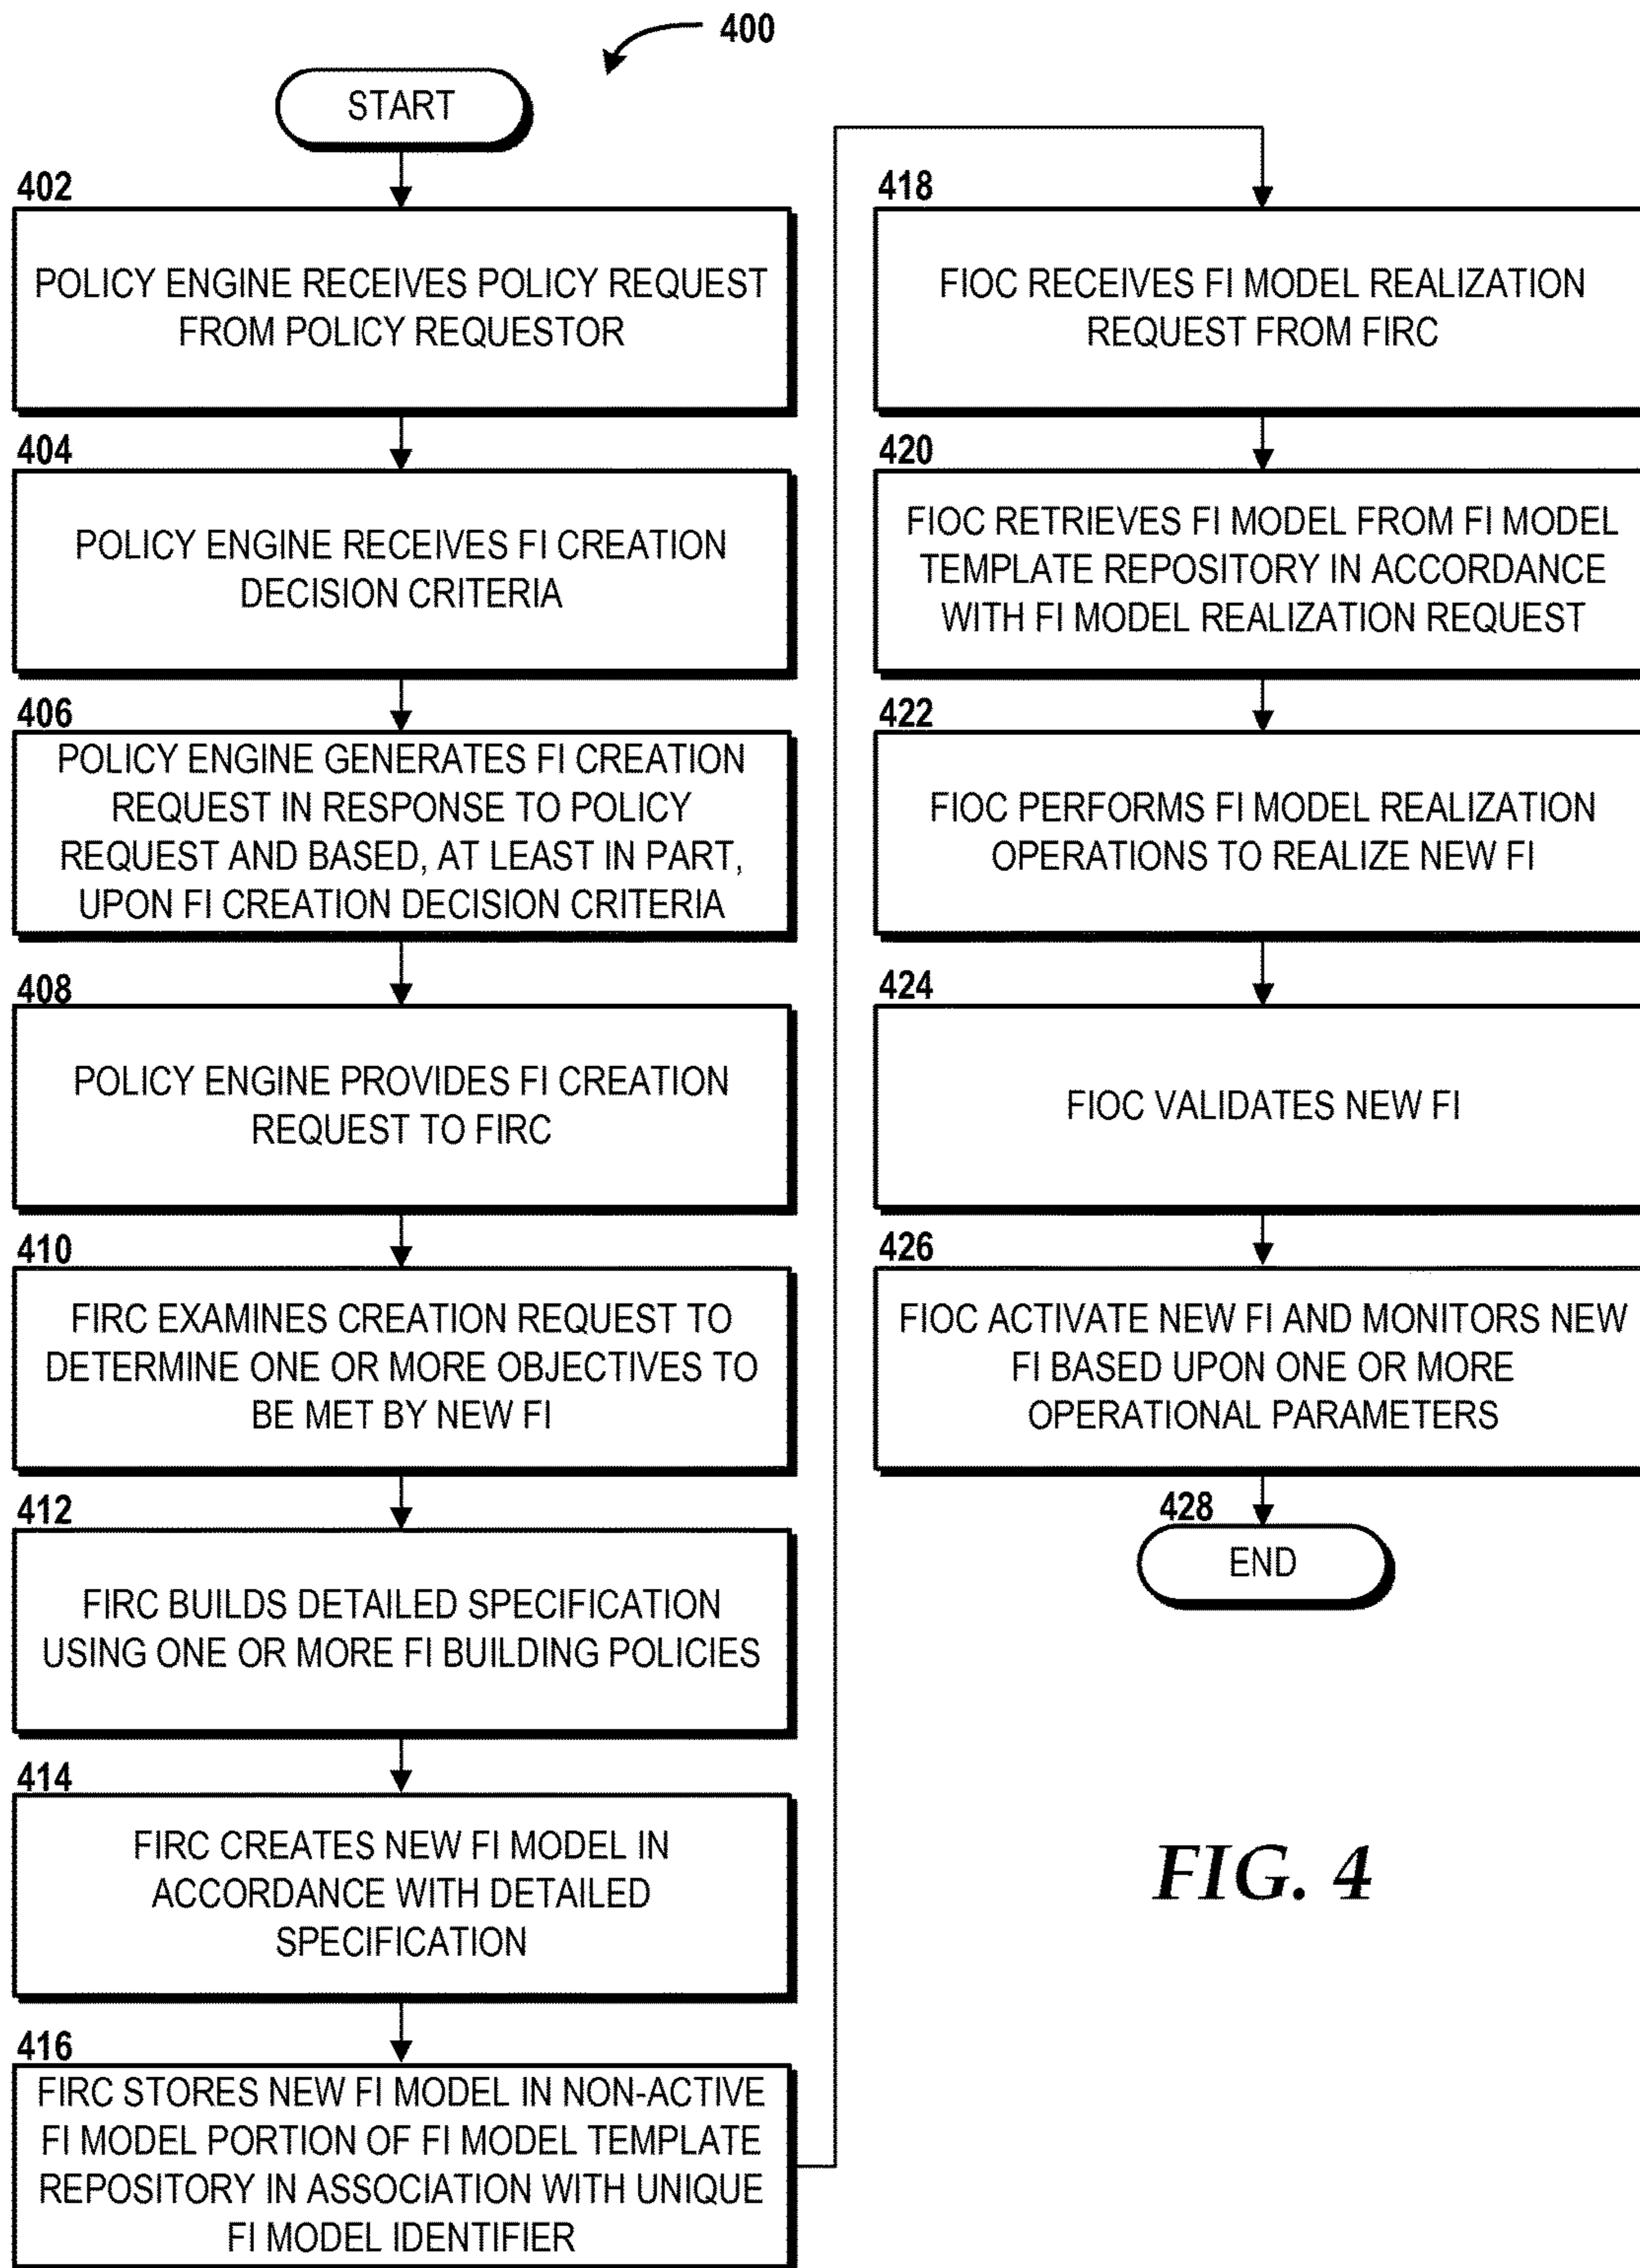 400
START
402
POLICY ENGINE RECEIVES POLICY REQUEST
FROM POLICY REQUESTOR
404
POLICY ENGINE RECEIVES FI CREATION
DECISION CRITERIA
406
POLICY ENGINE GENERATES FI CREATION
REQUEST IN RESPONSE TO POLICY
REQUEST AND BASED, AT LEAST IN PART,
UPON FI CREATION DECISION CRITERIA
408
POLICY ENGINE PROVIDES FI CREATION
REQUEST TO FIRC
410
FIRC EXAMINES CREATION REQUEST TO
DETERMINE ONE OR MORE OBJECTIVES TO
BE MET BY NEW FI
412
FIRC BUILDS DETAILED SPECIFICATION
USING ONE OR MORE FI BUILDING POLICIES
414
FIRC CREATES NEW FI MODEL IN
ACCORDANCE WITH DETAILED
SPECIFICATION
416
FIRC STORES NEW FI MODEL IN NON-ACTIVE
FI MODEL PORTION OF FI MODEL TEMPLATE
REPOSITORY IN ASSOCIATION WITH UNIQUE
FI MODEL IDENTIFIER
418
FIOC RECEIVES FI MODEL REALIZATION
REQUEST FROM FIRC
420
FIOC RETRIEVES FI MODEL FROM FI MODEL
TEMPLATE REPOSITORY IN ACCORDANCE
WITH FI MODEL REALIZATION REQUEST
422
FIOC PERFORMS FI MODEL REALIZATION
OPERATIONS TO REALIZE NEW FI
424
FIOC VALIDATES NEW FI
426
FIOC ACTIVATE NEW FI AND MONITORS NEW
FI BASED UPON ONE OR MORE
OPERATIONAL PARAMETERS
428
END
FIG. 4